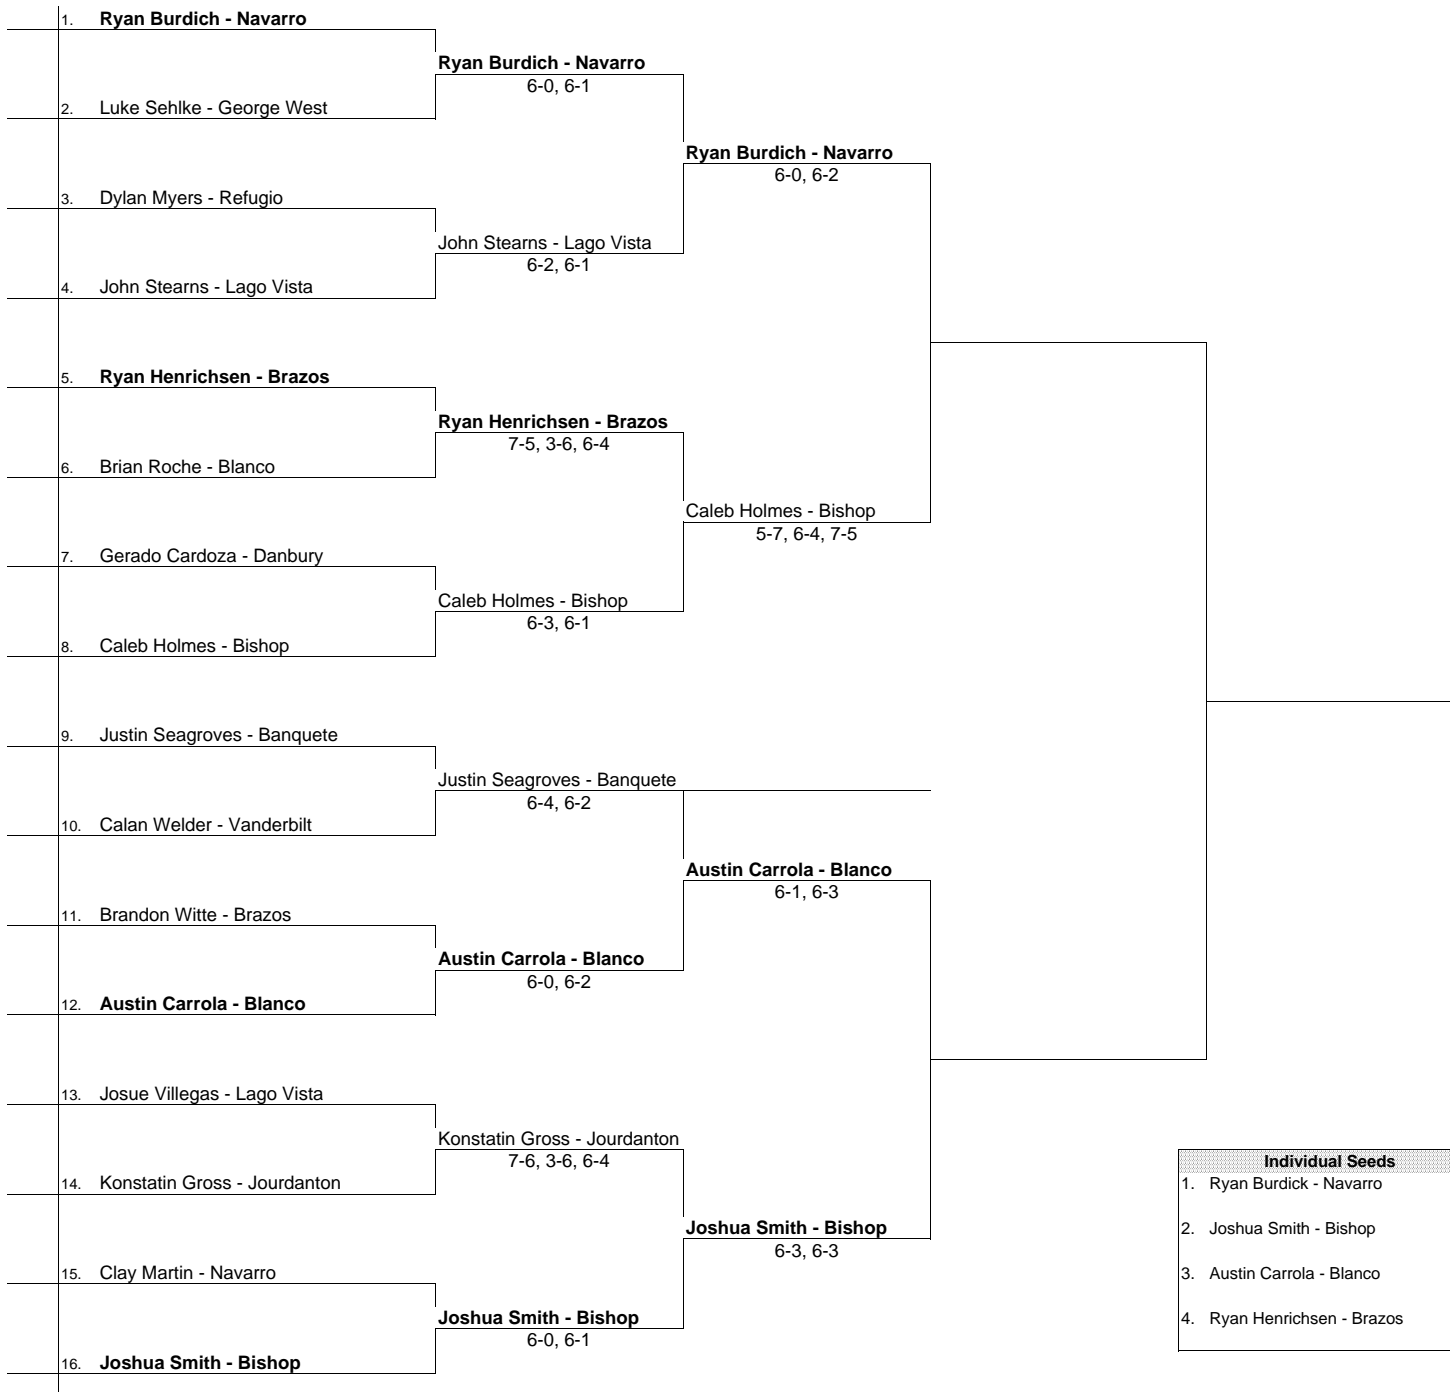 1. Ryan Burdich - Navarro
Ryan Burdich - Navarro
6-0, 6-1
2. Luke Sehlke - George West
Ryan Burdich - Navarro
6-0, 6-2
3. Dylan Myers - Refugio
John Stearns - Lago Vista
6-2, 6-1
4. John Stearns - Lago Vista
5. Ryan Henrichsen - Brazos
Ryan Henrichsen - Brazos
7-5, 3-6, 6-4
6. Brian Roche - Blanco
Caleb Holmes - Bishop
5-7, 6-4, 7-5
7. Gerado Cardoza - Danbury
Caleb Holmes - Bishop
6-3, 6-1
8. Caleb Holmes - Bishop
9. Justin Seagroves - Banquete
Justin Seagroves - Banquete
6-4, 6-2
10. Calan Welder - Vanderbilt
Austin Carrola - Blanco
6-1, 6-3
11. Brandon Witte - Brazos
Austin Carrola - Blanco
6-0, 6-2
12. Austin Carrola - Blanco
13. Josue Villegas - Lago Vista
Konstatin Gross - Jourdanton
7-6, 3-6, 6-4
14. Konstatin Gross - Jourdanton
Joshua Smith - Bishop
6-3, 6-3
15. Clay Martin - Navarro
Joshua Smith - Bishop
6-0, 6-1
16. Joshua Smith - Bishop
Individual Seeds
1. Ryan Burdick - Navarro
2. Joshua Smith - Bishop
3. Austin Carrola - Blanco
4. Ryan Henrichsen - Brazos